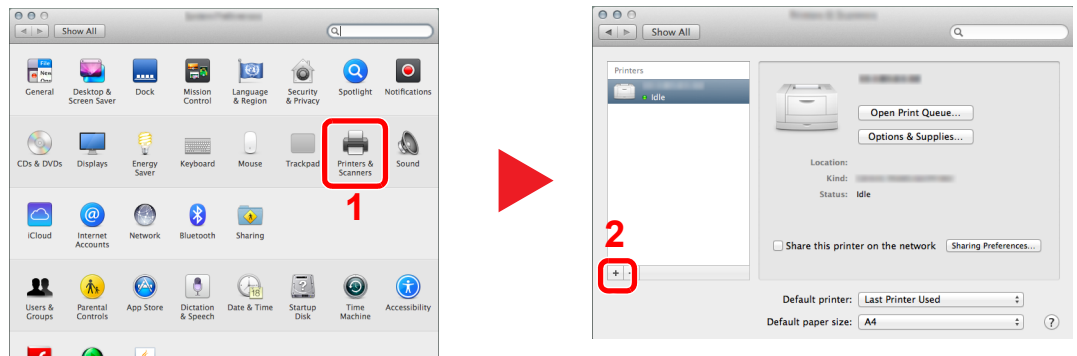 Show All
General
Desktop &
Screen Saver
Dock
Mission
Control
Language
& Region
Security
& Privacy
Spotlight
Notifications
CDs & DVDs
Displays
Energy
Saver
Keyboard
Mouse
Trackpad
Printers &
Scanners
Sound
1
iCloud
Internet
Accounts
Network
Bluetooth
Sharing
Users &
Groups
Parental
Controls
App Store
Dictation
& Speech
Date & Time
Startup
Disk
Time
Machine
Accessibility
Show All
Printers
Idle
Open Print Queue...
Options & Supplies...
Location:
Kind:
Status: Idle
2
Share this printer on the network
Sharing Preferences...
+ -
Default printer: Last Printer Used
Default paper size: A4
?